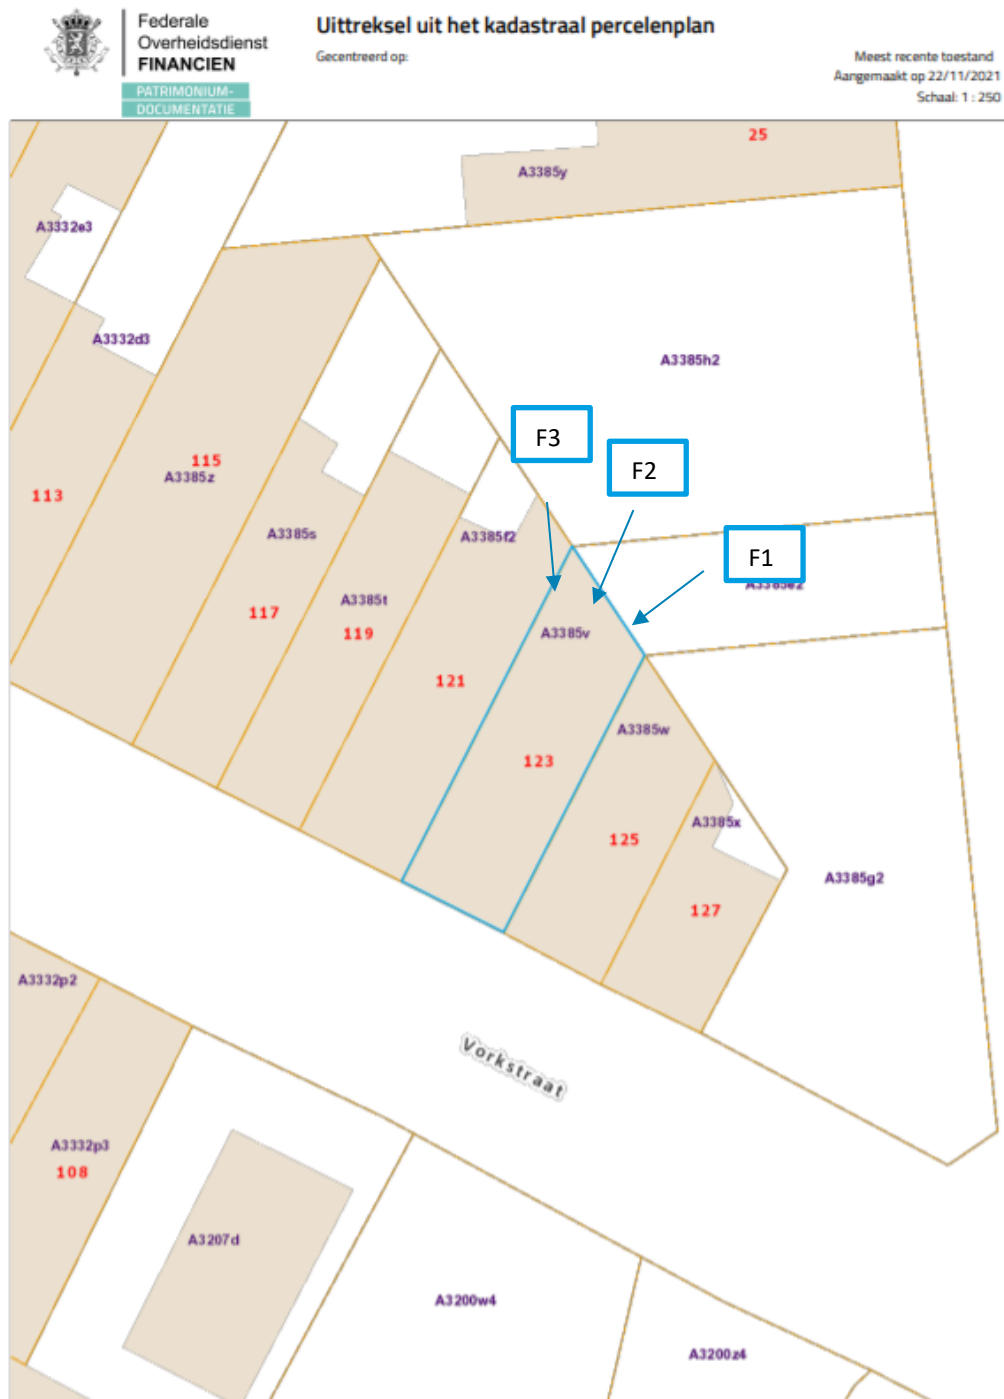 Federale
Overheidsdienst
FINANCIEN
PATRIMONIUM-
DOCUMENTATIE
Uittreksel uit het kadastraal percelenplan
Gecentreerd op:
Meest recente toestand
Aangemaakt op 22/11/2021
Schaal: 1 : 250
25
A3385y
A3332e3
A3332d3
A3385h2
F3
F2
115
A3385z
113
A3385s
A3385f2
F1
A3385e2
A3385t
117
119
A3385v
121
A3385w
123
A3385x
125
A3385g2
127
A3332p2
Vorkstraat
A3332p3
108
A3207d
A3200w4
A3200z4